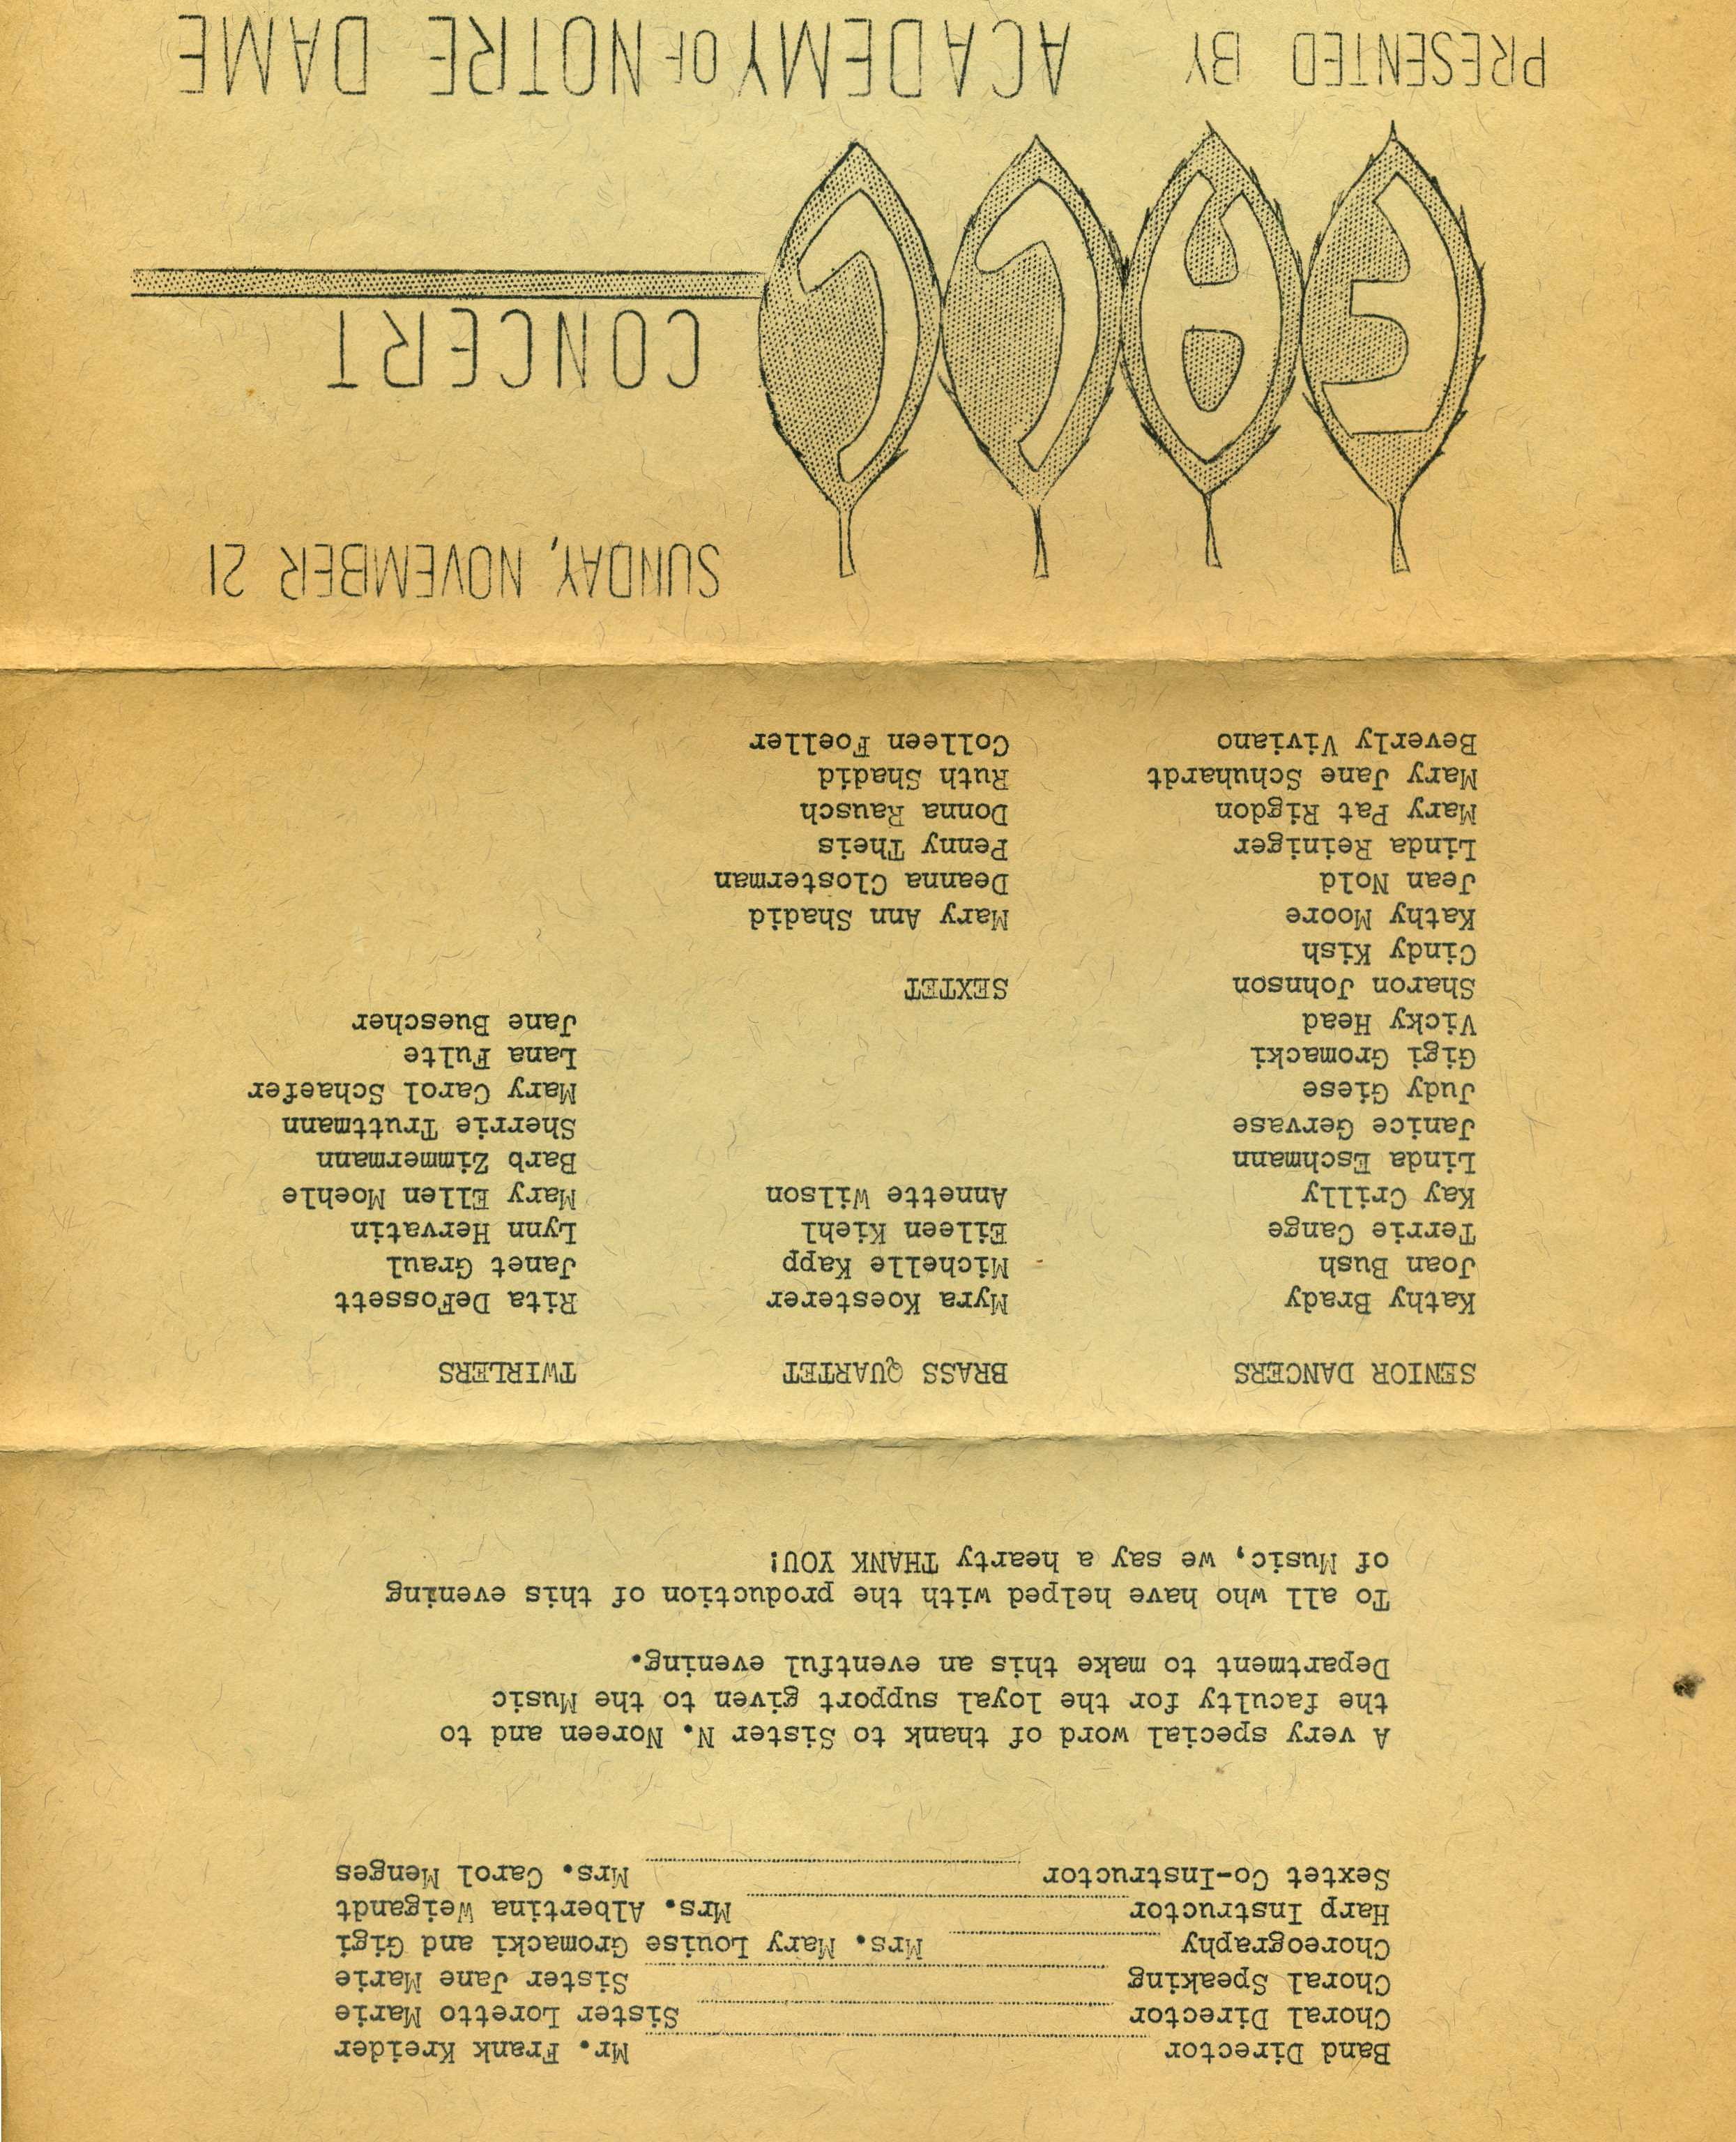 Band Director Mr. Frank Kreider
Choral Director Sister Loretto Marie
Choral Speaking Sister Jane Marie
Choreography Mrs. Mary Louise Gromacki and Gigi
Harp Instructor Mrs. Albertina Weigandt
Sextet Co-Instructor Mrs. Carol Menges
A very special word of thank to Sister N. Noreen and to
the faculty for the loyal support given to the Music
Department to make this an eventful evening.
To all who have helped with the production of this evening
of Music, we say a hearty THANK YOU!
SENIOR DANCERS
Kathy Brady
Joan Bush
Terrie Cange
Kay Crilly
Linda Eschmann
Janice Gervase
Judy Giese
Gigi Gromacki
Vicky Head
Sharon Johnson
Cindy Kish
Kathy Moore
Jean Nold
Linda Reiniger
Mary Pat Rigdon
Mary Jane Schuhardt
Beverly Viviano
BRASS QUARTET
Myra Koesterer
Michelle Kapp
Eileen Kiehl
Annette Wilson
SEXTET
Mary Ann Shadid
Deanna Closterman
Penny Theis
Donna Rausch
Ruth Shadid
Colleen Foeller
TWIRLERS
Rita DeFossett
Janet Graul
Lynn Hervatin
Mary Ellen Moehle
Barb Zimmermann
Sherrie Truttmann
Mary Carol Schaefer
Lana Fulte
Jane Buescher
SUNDAY, NOVEMBER 21
FALL CONCERT
PRESENTED BY ACADEMY OF NOTRE DAME